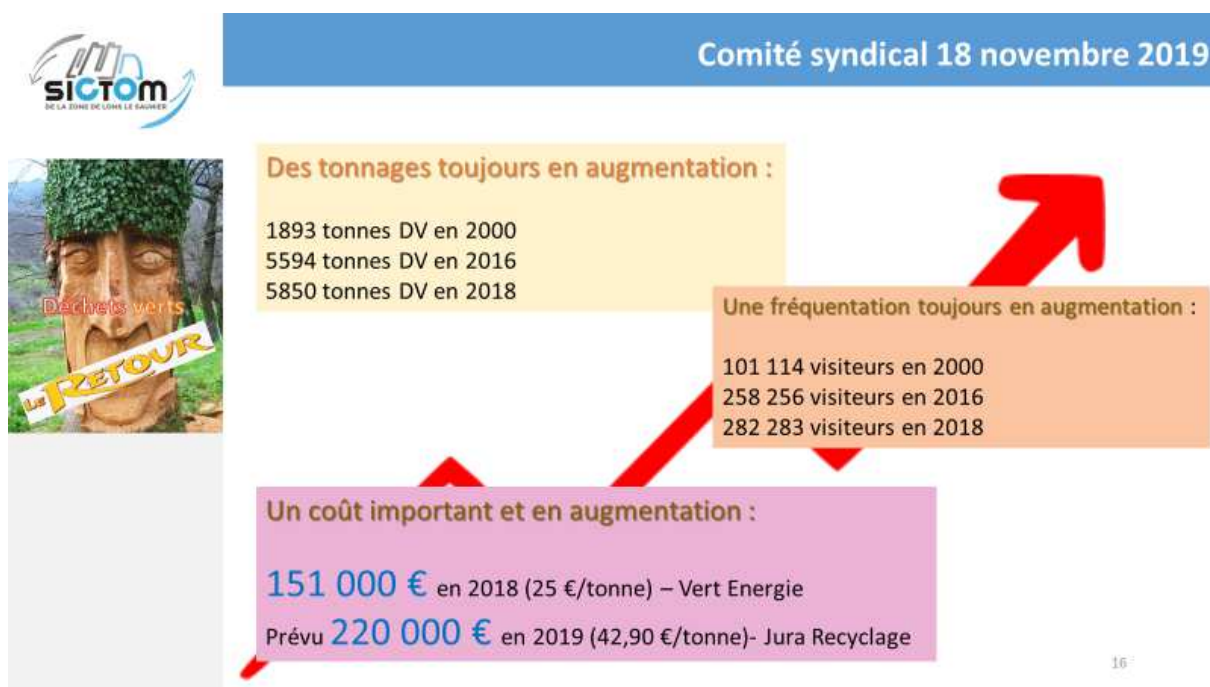 SICTOM
DE LA ZONE DE LONS LE SAUNIER
Comité syndical 18 novembre 2019
Déchets verts
Le RETOUR
Des tonnages toujours en augmentation :
1893 tonnes DV en 2000
5594 tonnes DV en 2016
5850 tonnes DV en 2018
Une fréquentation toujours en augmentation :
101 114 visiteurs en 2000
258 256 visiteurs en 2016
282 283 visiteurs en 2018
Un coût important et en augmentation :
151 000 € en 2018 (25 €/tonne) – Vert Energie
Prévu 220 000 € en 2019 (42,90 €/tonne)- Jura Recyclage
16